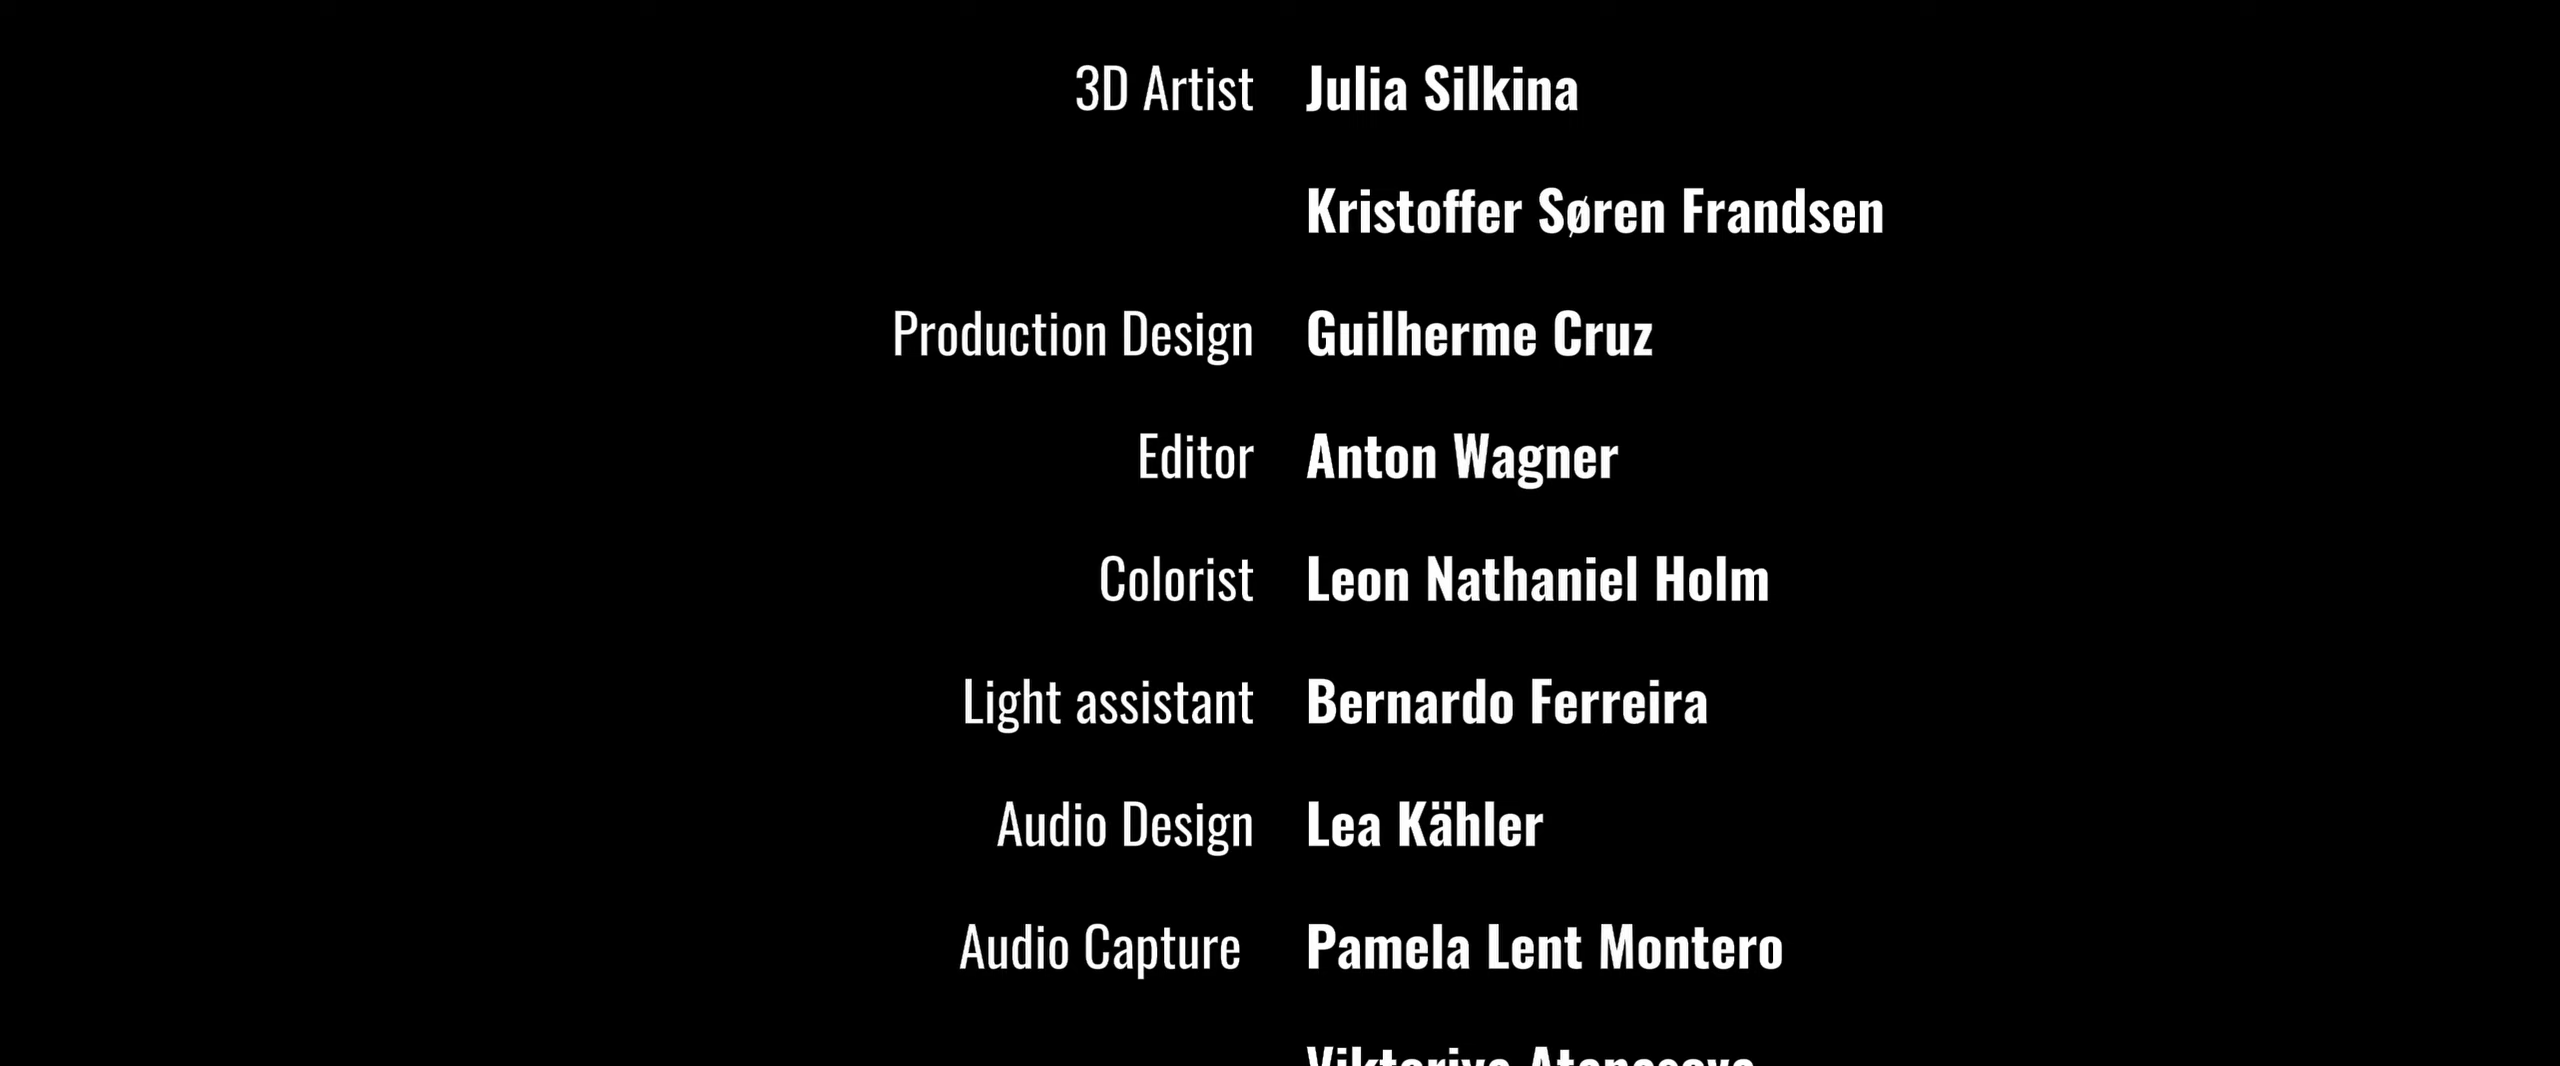 3D Artist Julia Silkina
Kristoffer Søren Frandsen
Production Design Guilherme Cruz
Editor Anton Wagner
Colorist Leon Nathaniel Holm
Light assistant Bernardo Ferreira
Audio Design Lea Kähler
Audio Capture Pamela Lent Montero